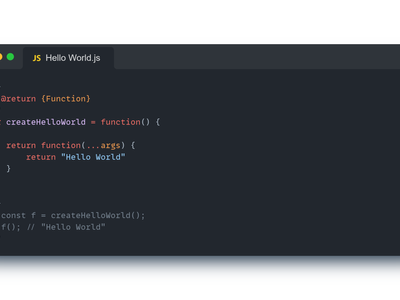 JS Hello World.js
@return {Function}
createHelloWorld = function() {
return function(...args) {
return "Hello World"
}
const f = createHelloWorld();
f(); // "Hello World"